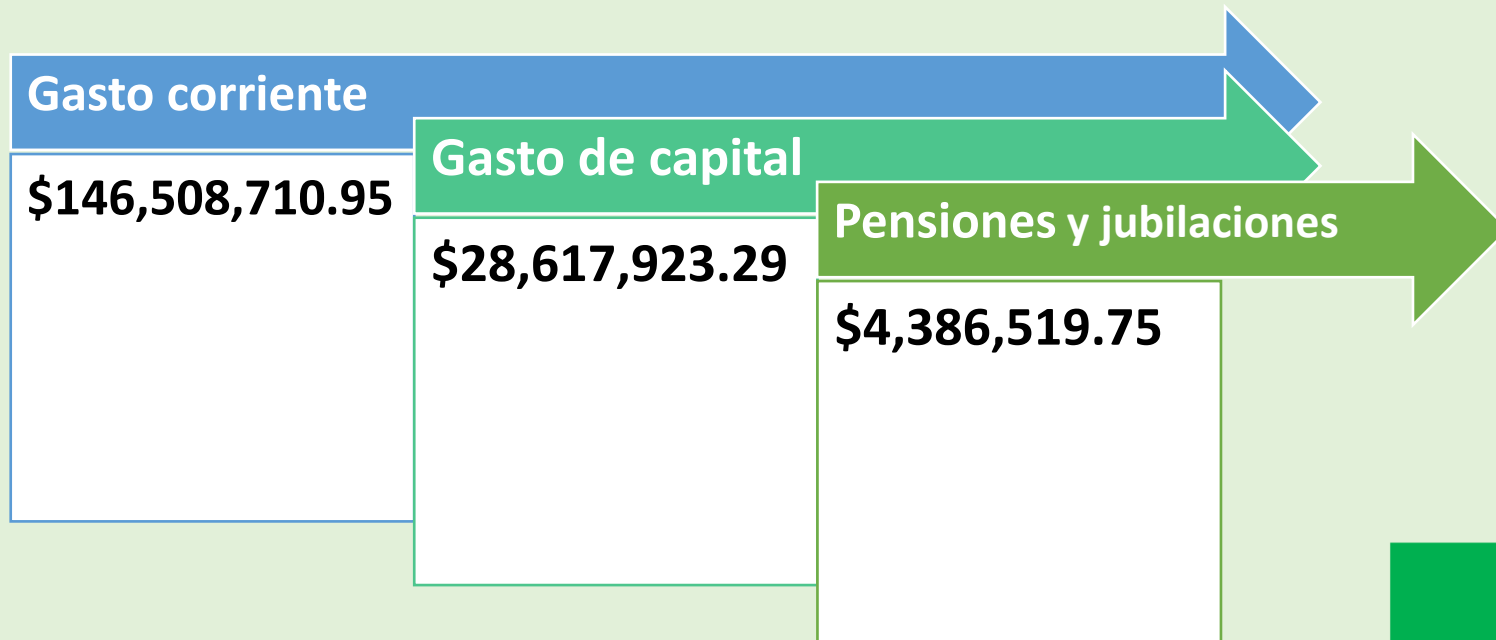 Gasto corriente
$146,508,710.95
Gasto de capital
$28,617,923.29
Pensiones y jubilaciones
$4,386,519.75